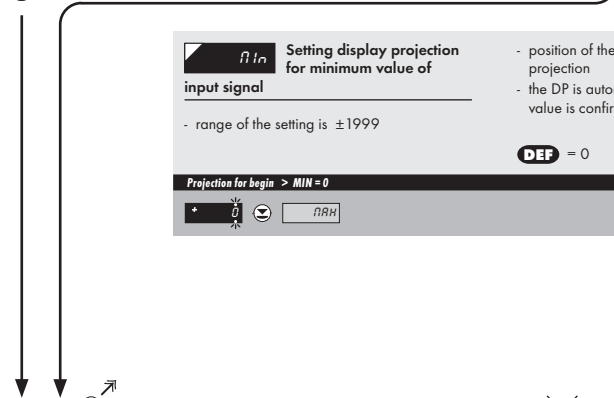 MIn
Setting display projection
for minimum value of
input signal
- range of the setting is ±1999
- position of the
projection
- the DP is auto
value is confir
DEF = 0
Projection for begin > MIN = 0
+ 0 MAX